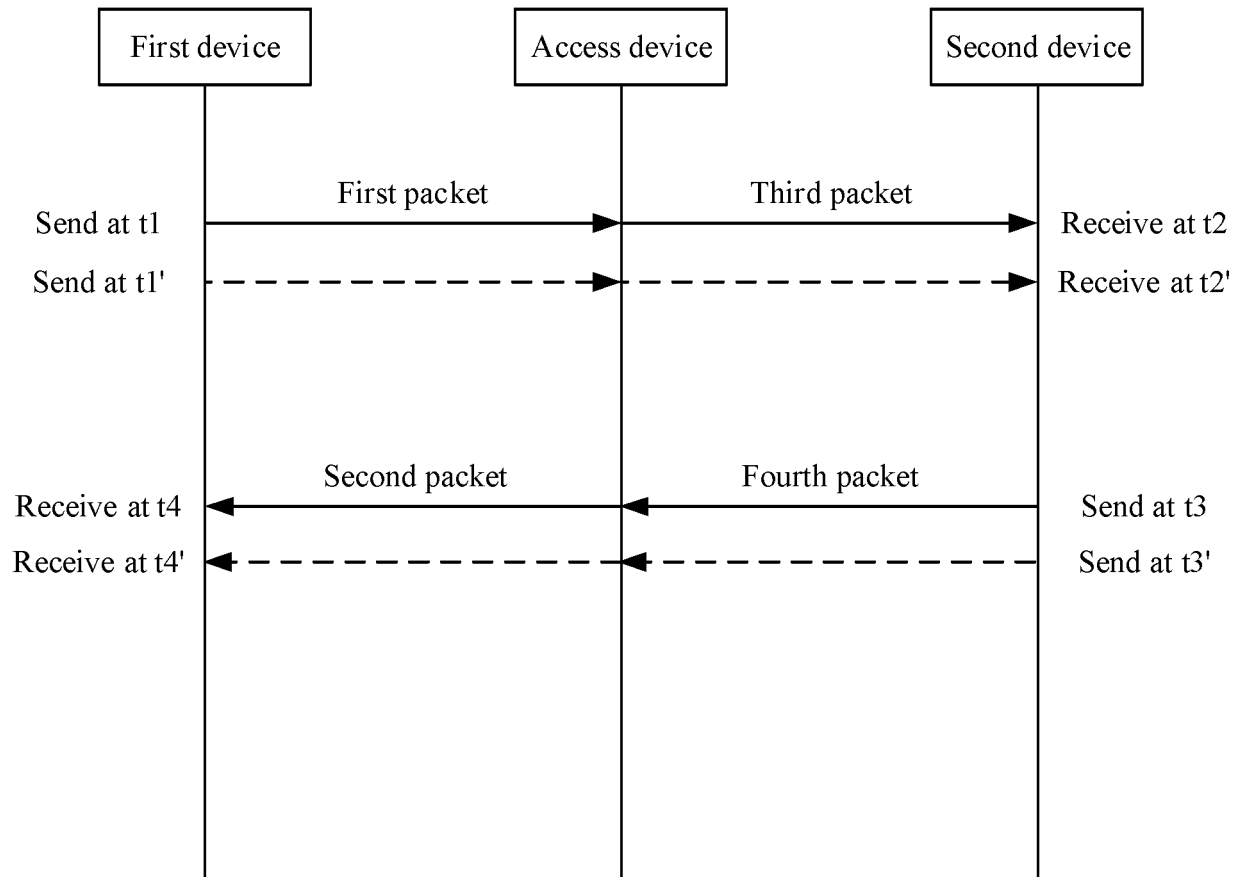 First device
Access device
Second device
First packet
Third packet
Send at t1
Receive at t2
Send at t1'
Receive at t2'
Second packet
Fourth packet
Receive at t4
Send at t3
Receive at t4'
Send at t3'